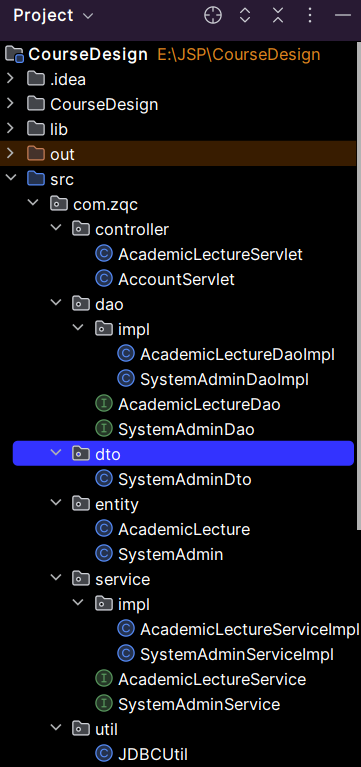 Project
CourseDesign E:\JSP\CourseDesign
.idea
CourseDesign
lib
out
src
com.zqc
controller
C AcademicLectureServlet
C AccountServlet
dao
impl
C AcademicLectureDaoImpl
C SystemAdminDaoImpl
I AcademicLectureDao
I SystemAdminDao
dto
C SystemAdminDto
entity
C AcademicLecture
C SystemAdmin
service
impl
C AcademicLectureServiceImpl
C SystemAdminServiceImpl
I AcademicLectureService
I SystemAdminService
util
C JDBCUtil